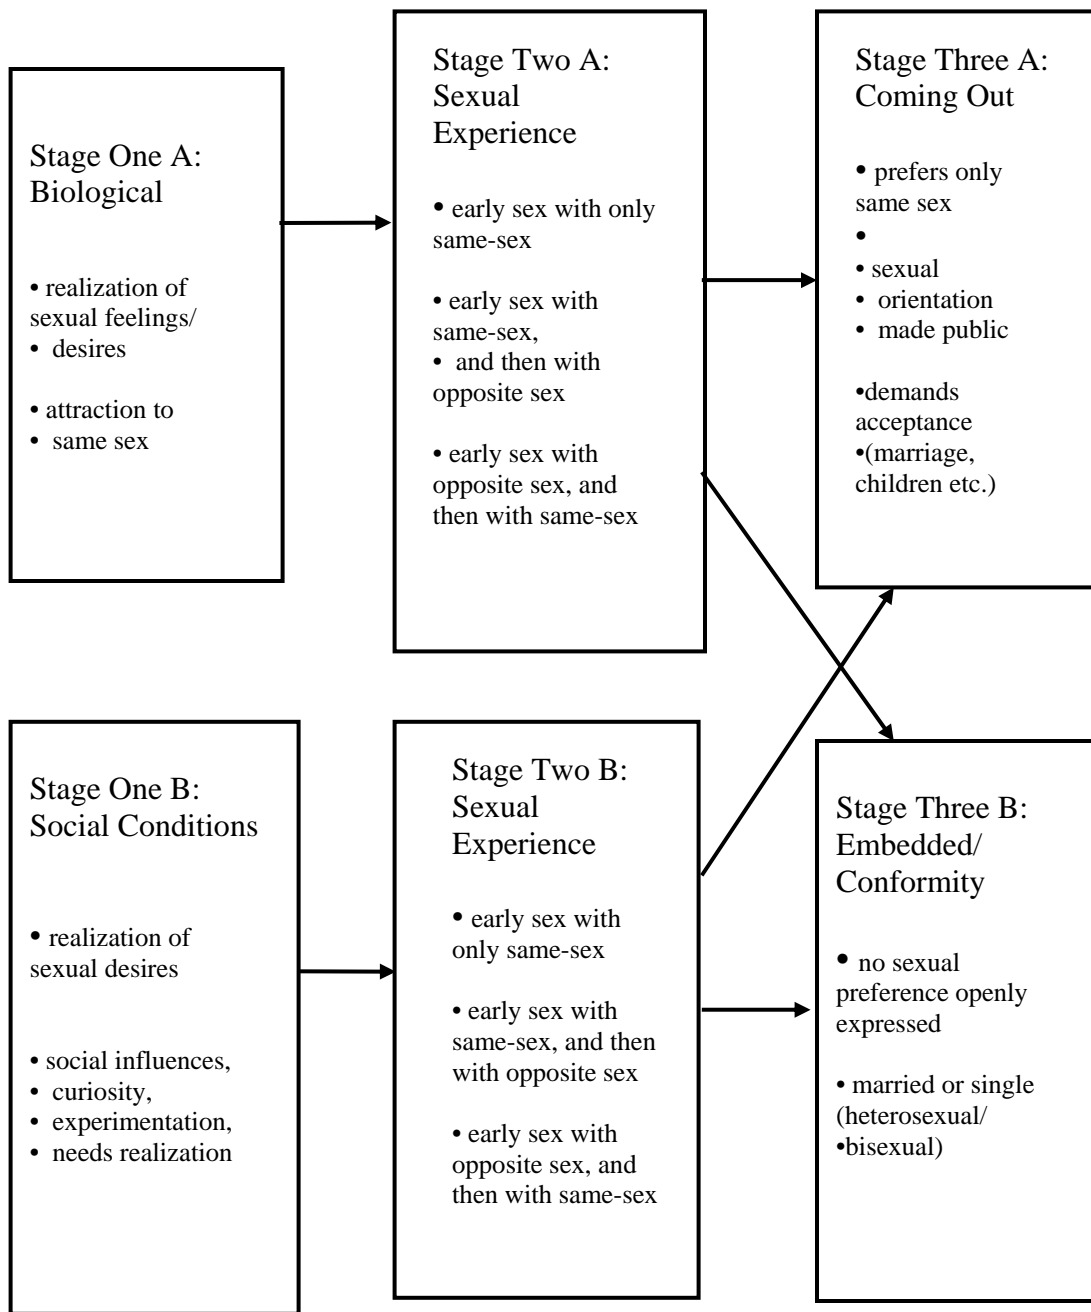 Stage One A:
Biological
• realization of
sexual feelings/
• desires
• attraction to
• same sex
Stage Two A:
Sexual
Experience
• early sex with only
same-sex
• early sex with
same-sex,
• and then with
opposite sex
• early sex with
opposite sex, and
then with same-sex
Stage Three A:
Coming Out
• prefers only
same sex
•
• sexual
• orientation
• made public
•demands
acceptance
•(marriage,
children etc.)
Stage One B:
Social Conditions
• realization of
sexual desires
• social influences,
• curiosity,
• experimentation,
• needs realization
Stage Two B:
Sexual
Experience
• early sex with
only same-sex
• early sex with
same-sex, and then
with opposite sex
• early sex with
opposite sex, and
then with same-sex
Stage Three B:
Embedded/
Conformity
• no sexual
preference openly
expressed
• married or single
(heterosexual/
•bisexual)